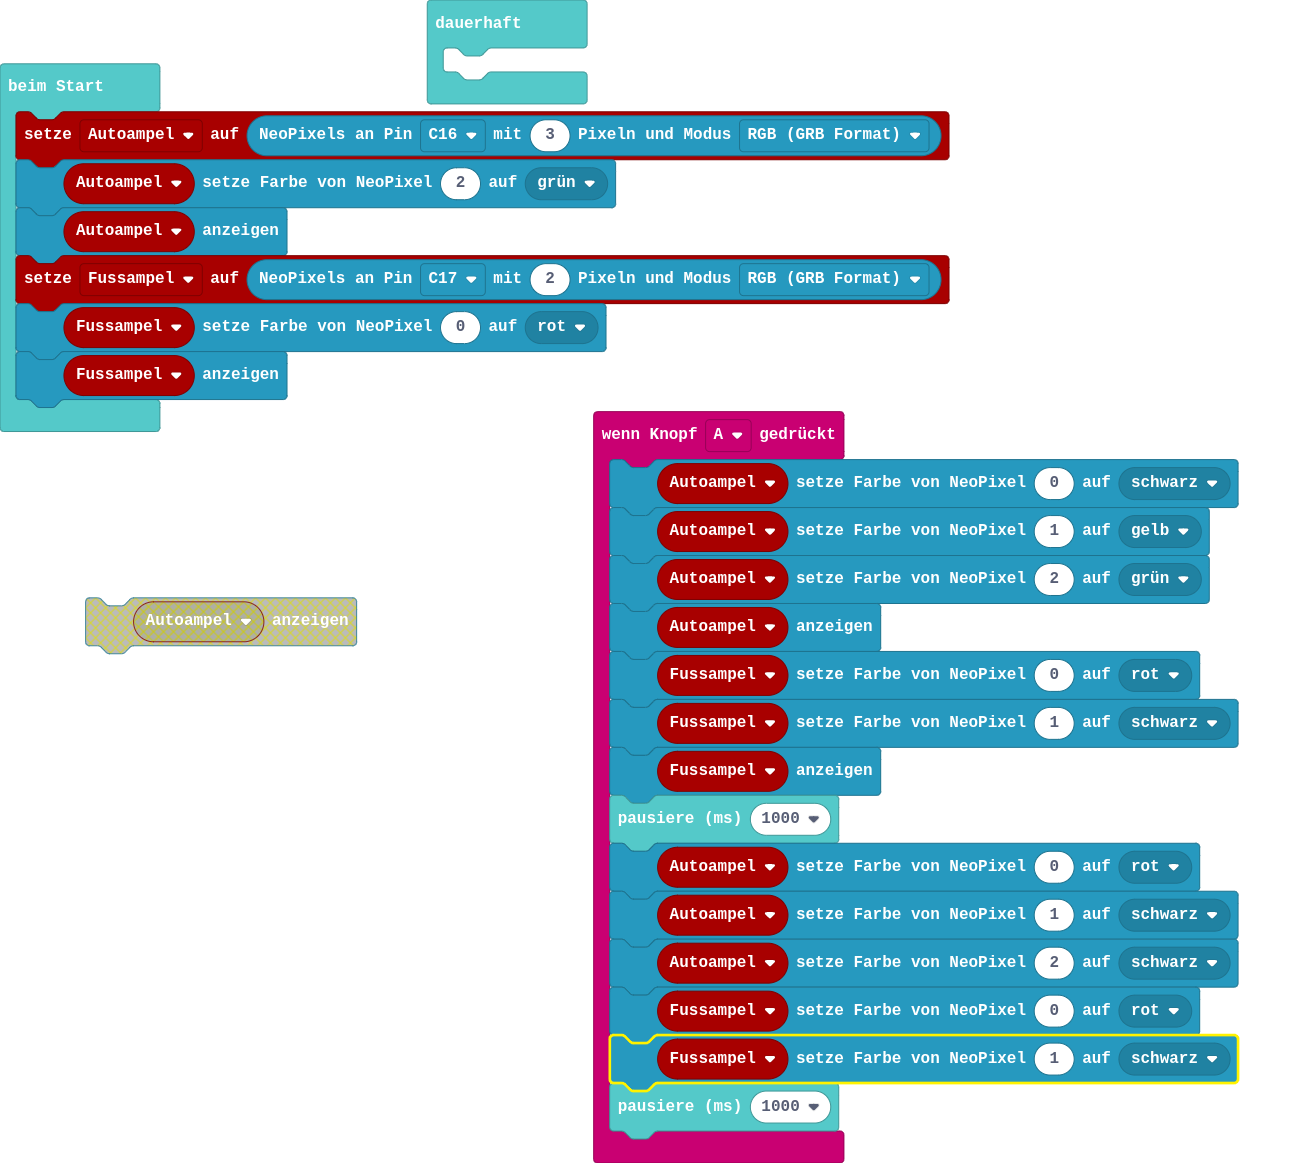 dauerhaft
beim Start
setze Autoampel auf NeoPixels an Pin C16 mit 3 Pixeln und Modus RGB (GRB Format)
Autoampel setze Farbe von NeoPixel 2 auf grün
Autoampel anzeigen
setze Fussampel auf NeoPixels an Pin C17 mit 2 Pixeln und Modus RGB (GRB Format)
Fussampel setze Farbe von NeoPixel 0 auf rot
Fussampel anzeigen
Autoampel anzeigen
wenn Knopf A gedrückt
Autoampel setze Farbe von NeoPixel 0 auf schwarz
Autoampel setze Farbe von NeoPixel 1 auf gelb
Autoampel setze Farbe von NeoPixel 2 auf grün
Autoampel anzeigen
Fussampel setze Farbe von NeoPixel 0 auf rot
Fussampel setze Farbe von NeoPixel 1 auf schwarz
Fussampel anzeigen
pausiere (ms) 1000
Autoampel setze Farbe von NeoPixel 0 auf rot
Autoampel setze Farbe von NeoPixel 1 auf schwarz
Autoampel setze Farbe von NeoPixel 2 auf schwarz
Fussampel setze Farbe von NeoPixel 0 auf rot
Fussampel setze Farbe von NeoPixel 1 auf schwarz
pausiere (ms) 1000